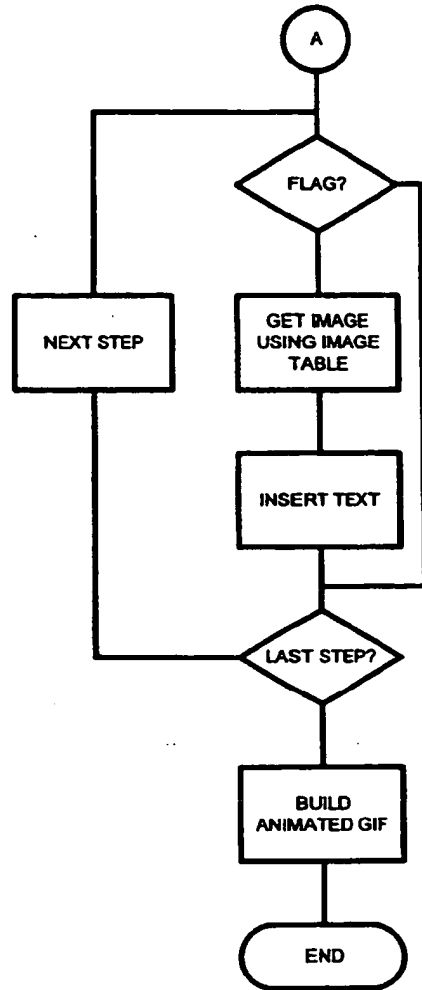 A
FLAG?
NEXT STEP
GET IMAGE
USING IMAGE
TABLE
INSERT TEXT
LAST STEP?
BUILD
ANIMATED GIF
END